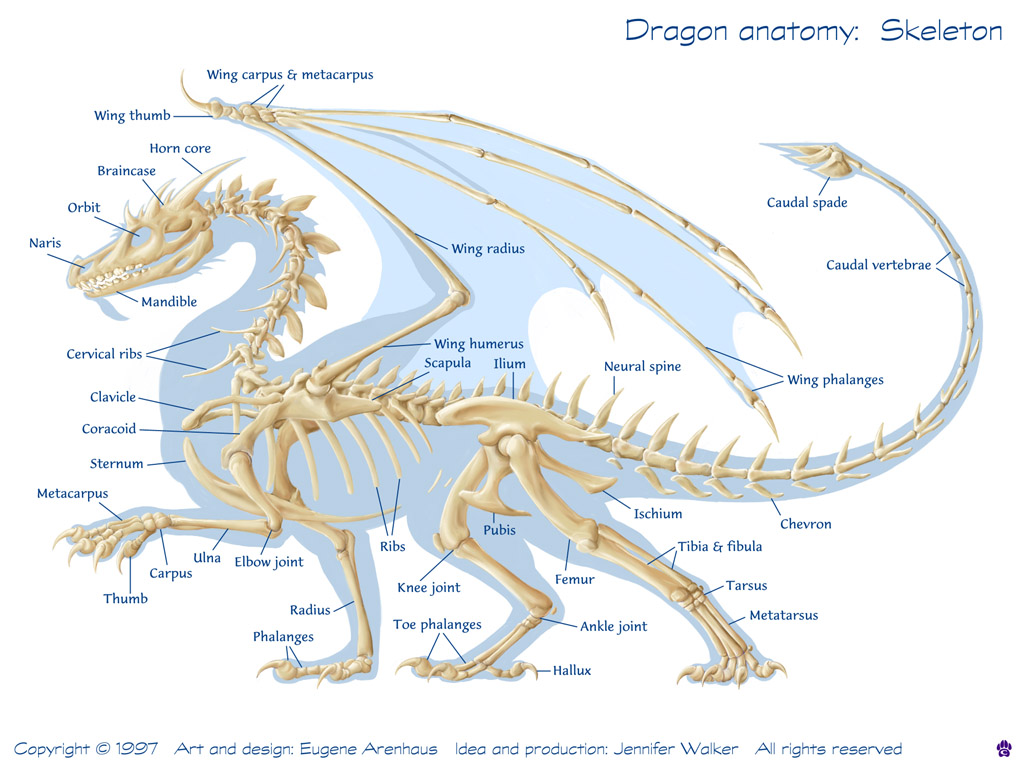 Dragon anatomy: Skeleton
Wing carpus & metacarpus
Wing thumb
Horn core
Braincase
Orbit
Naris
Mandible
Wing radius
Caudal spade
Caudal vertebrae
Cervical ribs
Wing humerus
Scapula
Ilium
Neural spine
Wing phalanges
Clavicle
Coracoid
Sternum
Metacarpus
Ulna
Elbow joint
Carpus
Thumb
Ribs
Pubis
Ischium
Chevron
Knee joint
Femur
Tibia & fibula
Tarsus
Metatarsus
Radius
Phalanges
Toe phalanges
Ankle joint
Hallux
Copyright © 1997 Art and design: Eugene Arenhaus Idea and production: Jennifer Walker All rights reserved